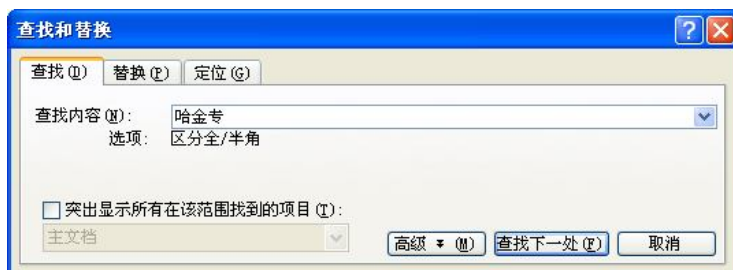 查找和替换
查找(D) 替换(P) 定位(G)
查找内容(N): 哈金专
选项: 区分全/半角
突出显示所有在该范围找到的项目(T):
主文档
高级 (M) 查找下一处(F) 取消